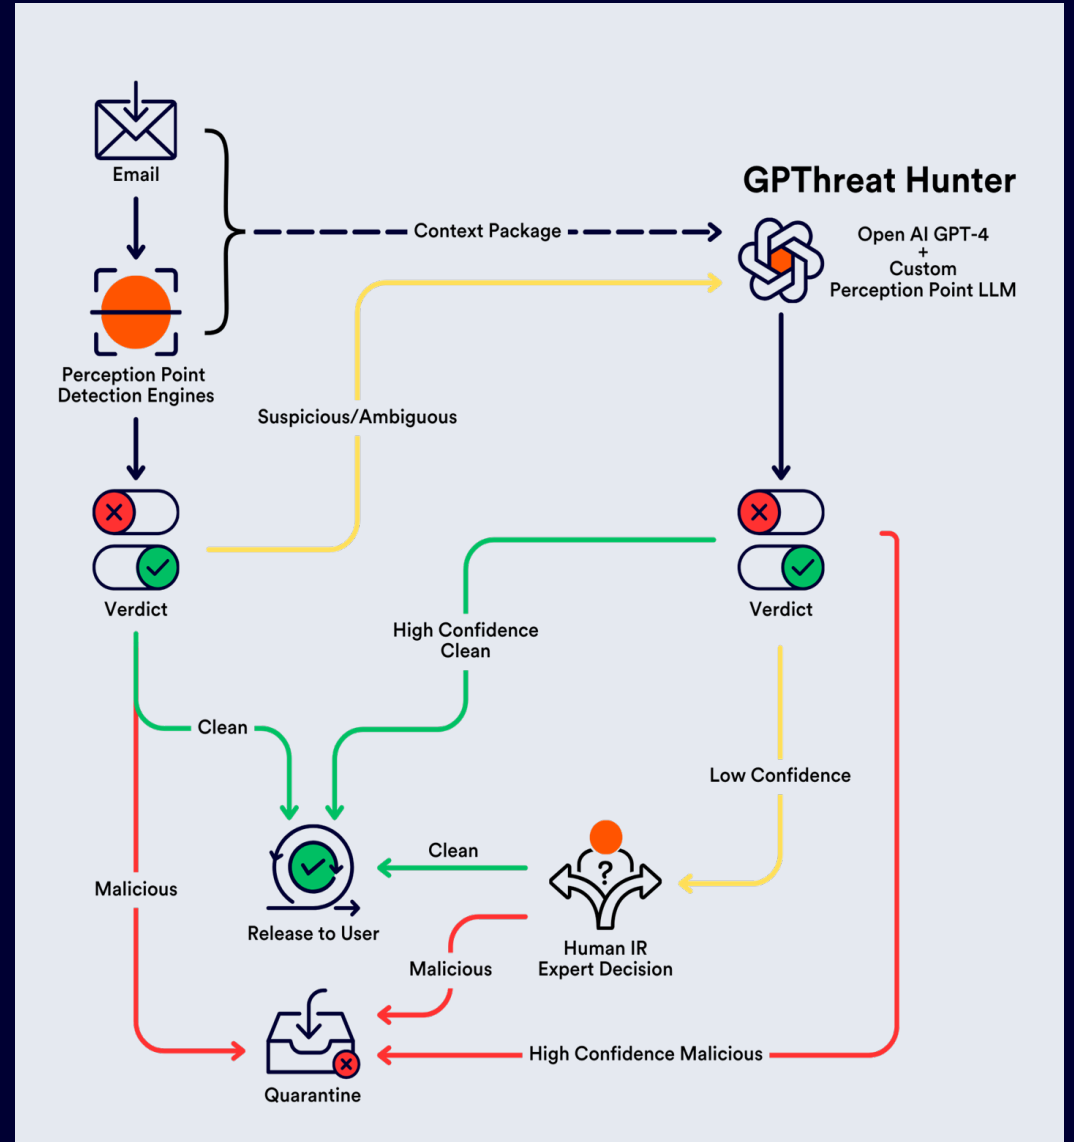 Email
Context Package
GPThreat Hunter
Open AI GPT-4
+
Custom
Perception Point LLM
Perception Point
Detection Engines
Suspicious/Ambiguous
Verdict
Verdict
High Confidence
Clean
Clean
Low Confidence
Malicious
Clean
?
Release to User
Human IR
Expert Decision
Malicious
High Confidence Malicious
Quarantine